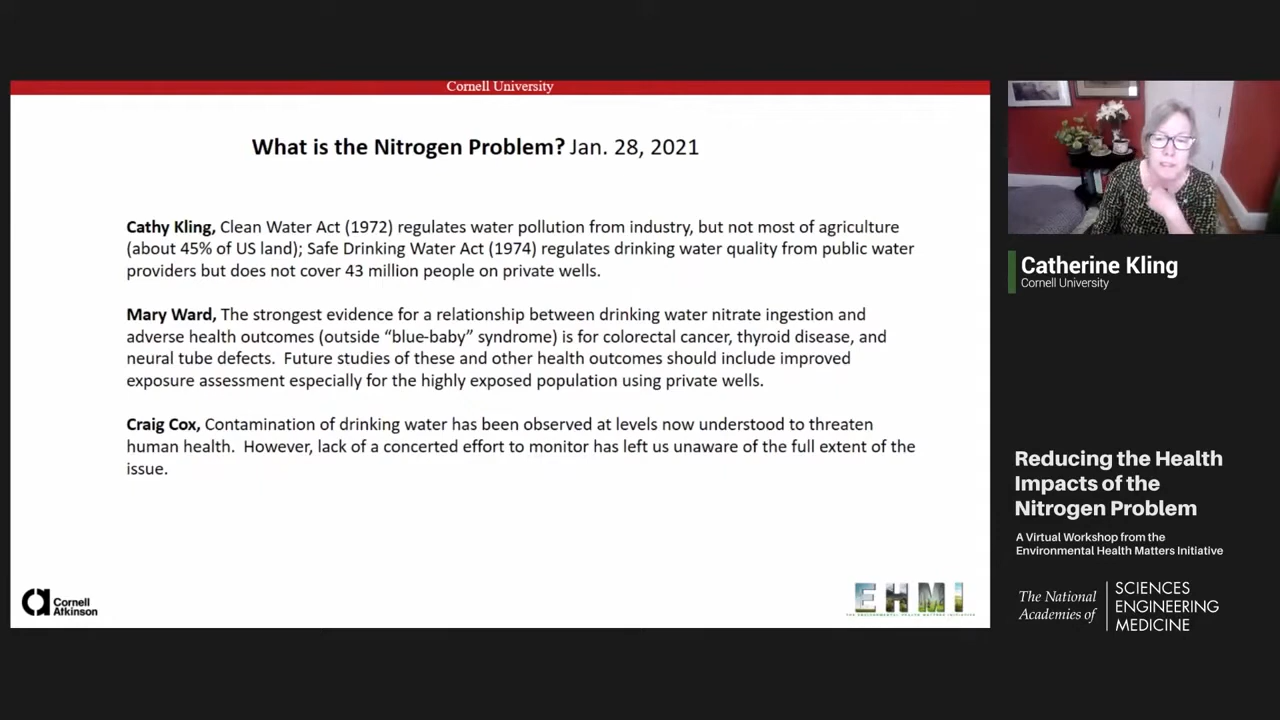 Cornell University
What is the Nitrogen Problem? Jan. 28, 2021
Cathy Kling, Clean Water Act (1972) regulates water pollution from industry, but not most of agriculture
(about 45% of US land); Safe Drinking Water Act (1974) regulates drinking water quality from public water
providers but does not cover 43 million people on private wells.
Mary Ward, The strongest evidence for a relationship between drinking water nitrate ingestion and
adverse health outcomes (outside “blue-baby” syndrome) is for colorectal cancer, thyroid disease, and
neural tube defects. Future studies of these and other health outcomes should include improved
exposure assessment especially for the highly exposed population using private wells.
Craig Cox, Contamination of drinking water has been observed at levels now understood to threaten
human health. However, lack of a concerted effort to monitor has left us unaware of the full extent of the
issue.
Cornell
Atkinson
EHMI
THE ENVIRONMENTAL HEALTH MATTERS INITIATIVE
Catherine Kling
Cornell University
Reducing the Health
Impacts of the
Nitrogen Problem
A Virtual Workshop from the
Environmental Health Matters Initiative
The National
Academies of
SCIENCES
ENGINEERING
MEDICINE